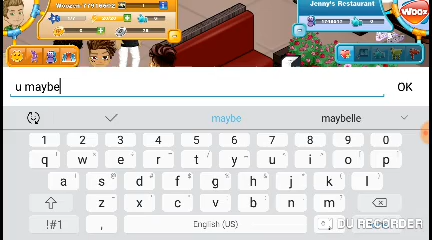 Jenny's Restaurant
WOOZ
u maybe
OK
maybe
maybelle
1 2 3 4 5 6 7 8 9 0
q w e r t y u i o p
a s d f g h j k l
z x c v b n m
!#1 , English (US)
DU RECORDER